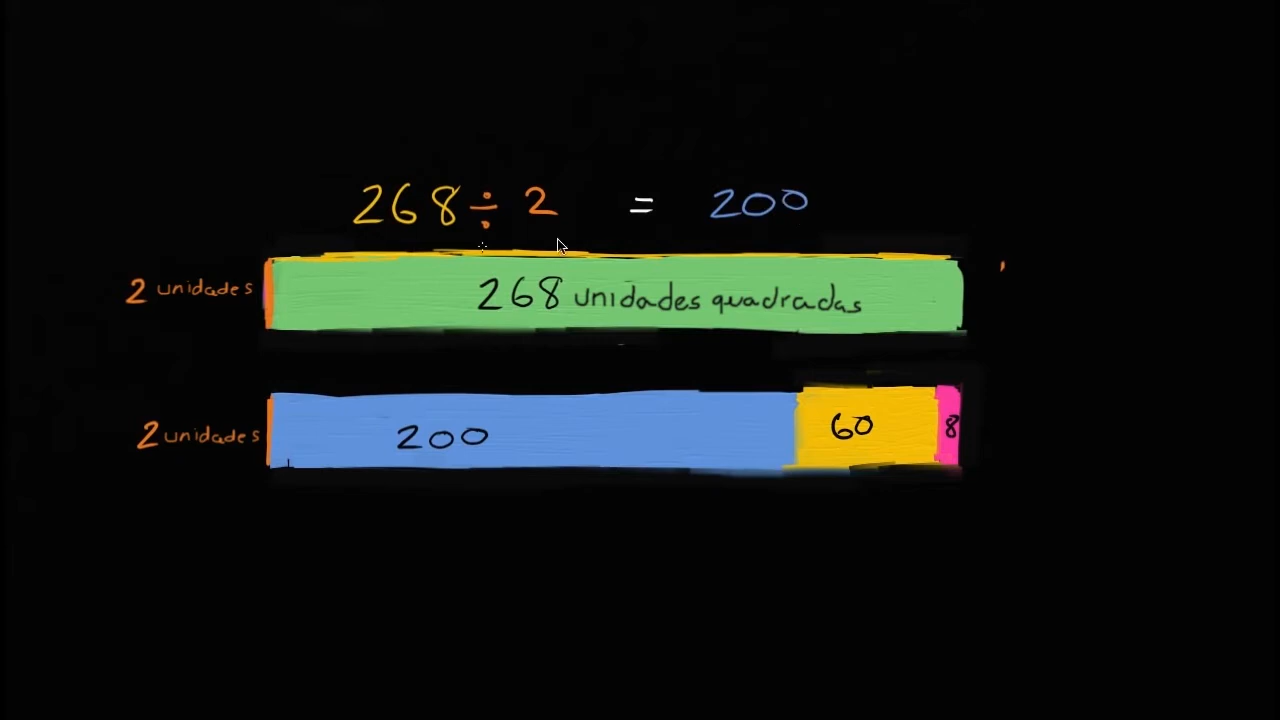 268 ÷ 2 = 200
2 unidades 268 unidades quadradas
2 unidades 200 60 8